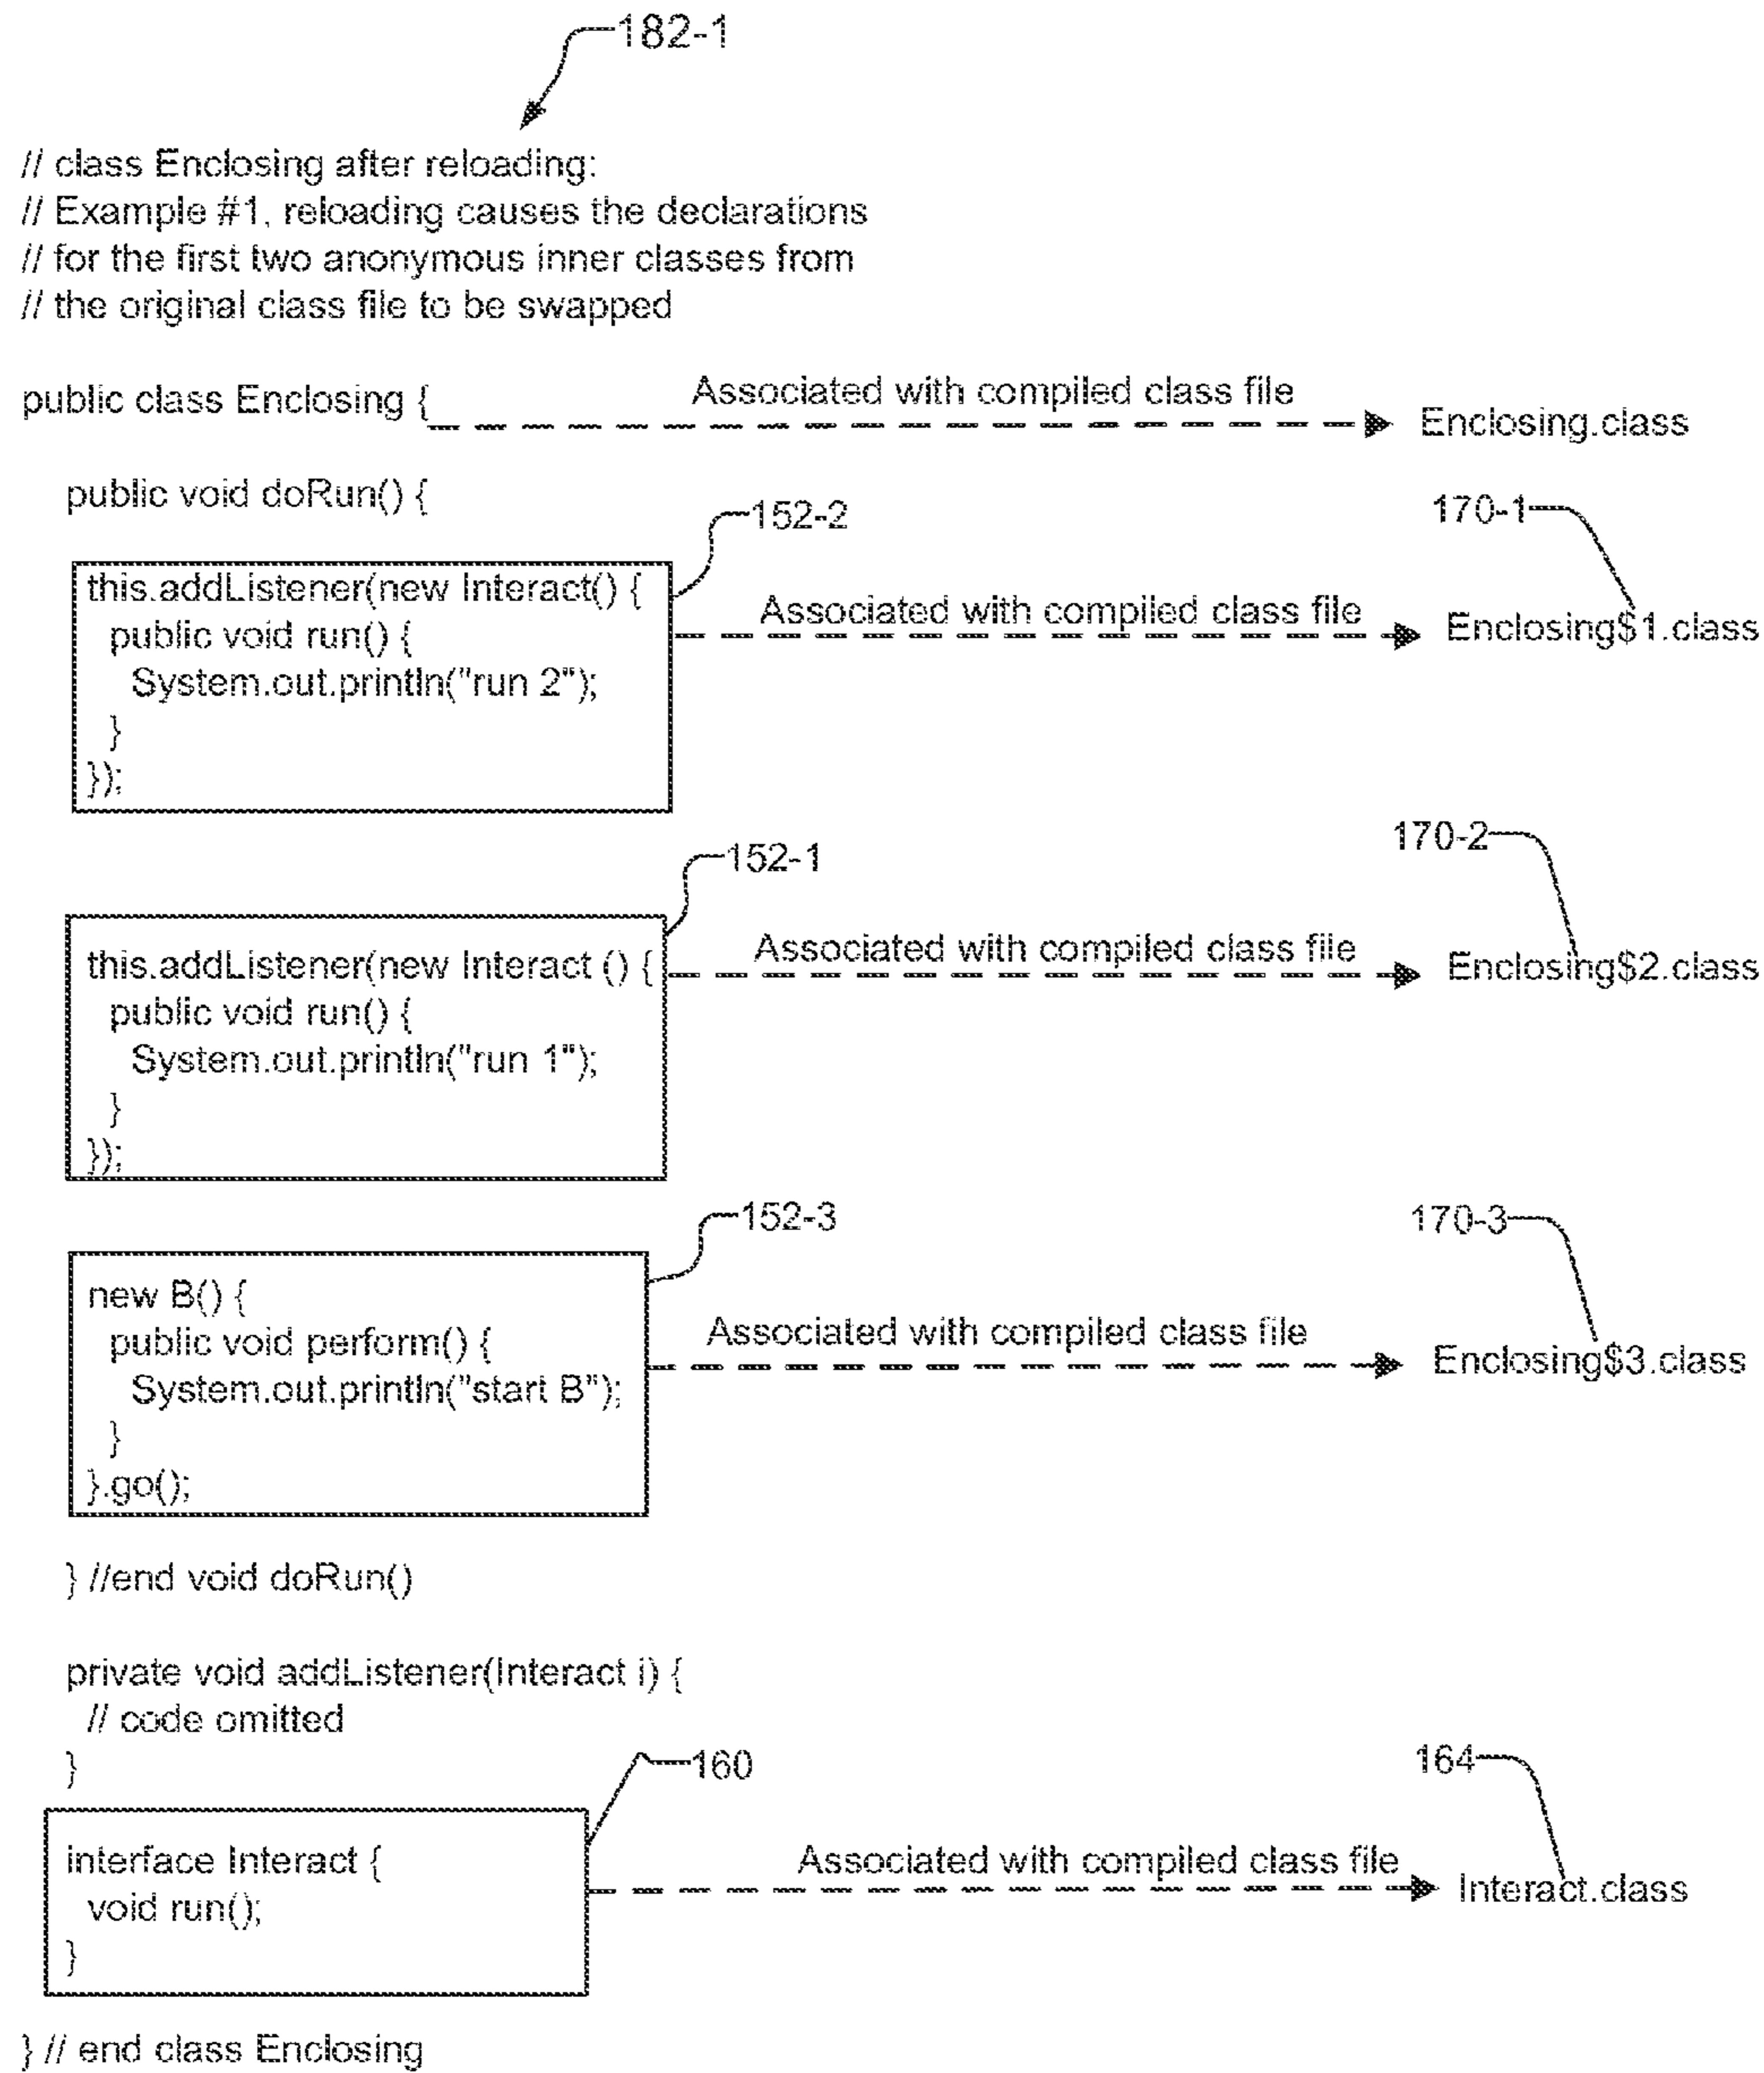 182-1
// class Enclosing after reloading:
// Example #1, reloading causes the declarations
// for the first two anonymous inner classes from
// the original class file to be swapped
public class Enclosing {
Associated with compiled class file
Enclosing.class
public void doRun() {
152-2
170-1
this.addListener(new Interact() {
public void run() {
System.out.println("run 2");
}
});
Associated with compiled class file
Enclosing$1.class
152-1
170-2
this.addListener(new Interact () {
public void run() {
System.out.println("run 1");
}
});
Associated with compiled class file
Enclosing$2.class
152-3
170-3
new B() {
public void perform() {
System.out.println("start B");
}
}.go();
Associated with compiled class file
Enclosing$3.class
} //end void doRun()
private void addListener(Interact i) {
// code omitted
}
160
164
interface Interact {
void run();
}
Associated with compiled class file
Interact.class
} // end class Enclosing